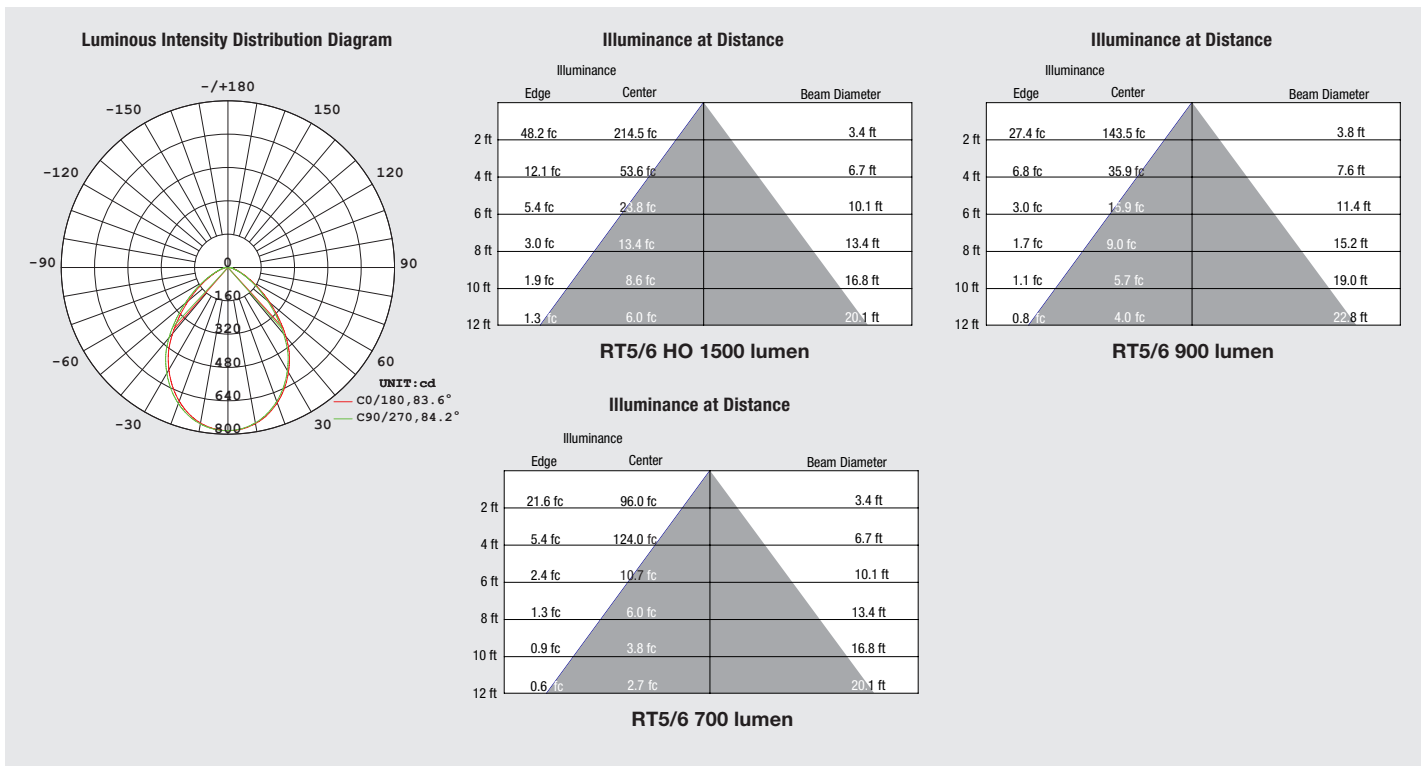 Luminous Intensity Distribution Diagram
-/+180
-150 150
-120 120
-90 90
-60 60
-30 30
0
160
320
480
640
800
UNIT:cd
C0/180,83.6°
C90/270,84.2°
Illuminance at Distance
Illuminance
Edge Center Beam Diameter
2 ft 48.2 fc 214.5 fc 3.4 ft
4 ft 12.1 fc 53.6 fc 6.7 ft
6 ft 5.4 fc 23.8 fc 10.1 ft
8 ft 3.0 fc 13.4 fc 13.4 ft
10 ft 1.9 fc 8.6 fc 16.8 ft
12 ft 1.3 fc 6.0 fc 20.1 ft
RT5/6 HO 1500 lumen
Illuminance at Distance
Illuminance
Edge Center Beam Diameter
2 ft 27.4 fc 143.5 fc 3.8 ft
4 ft 6.8 fc 35.9 fc 7.6 ft
6 ft 3.0 fc 15.9 fc 11.4 ft
8 ft 1.7 fc 9.0 fc 15.2 ft
10 ft 1.1 fc 5.7 fc 19.0 ft
12 ft 0.8 fc 4.0 fc 22.8 ft
RT5/6 900 lumen
Illuminance at Distance
Illuminance
Edge Center Beam Diameter
2 ft 21.6 fc 96.0 fc 3.4 ft
4 ft 5.4 fc 124.0 fc 6.7 ft
6 ft 2.4 fc 10.7 fc 10.1 ft
8 ft 1.3 fc 6.0 fc 13.4 ft
10 ft 0.9 fc 3.8 fc 16.8 ft
12 ft 0.6 fc 2.7 fc 20.1 ft
RT5/6 700 lumen